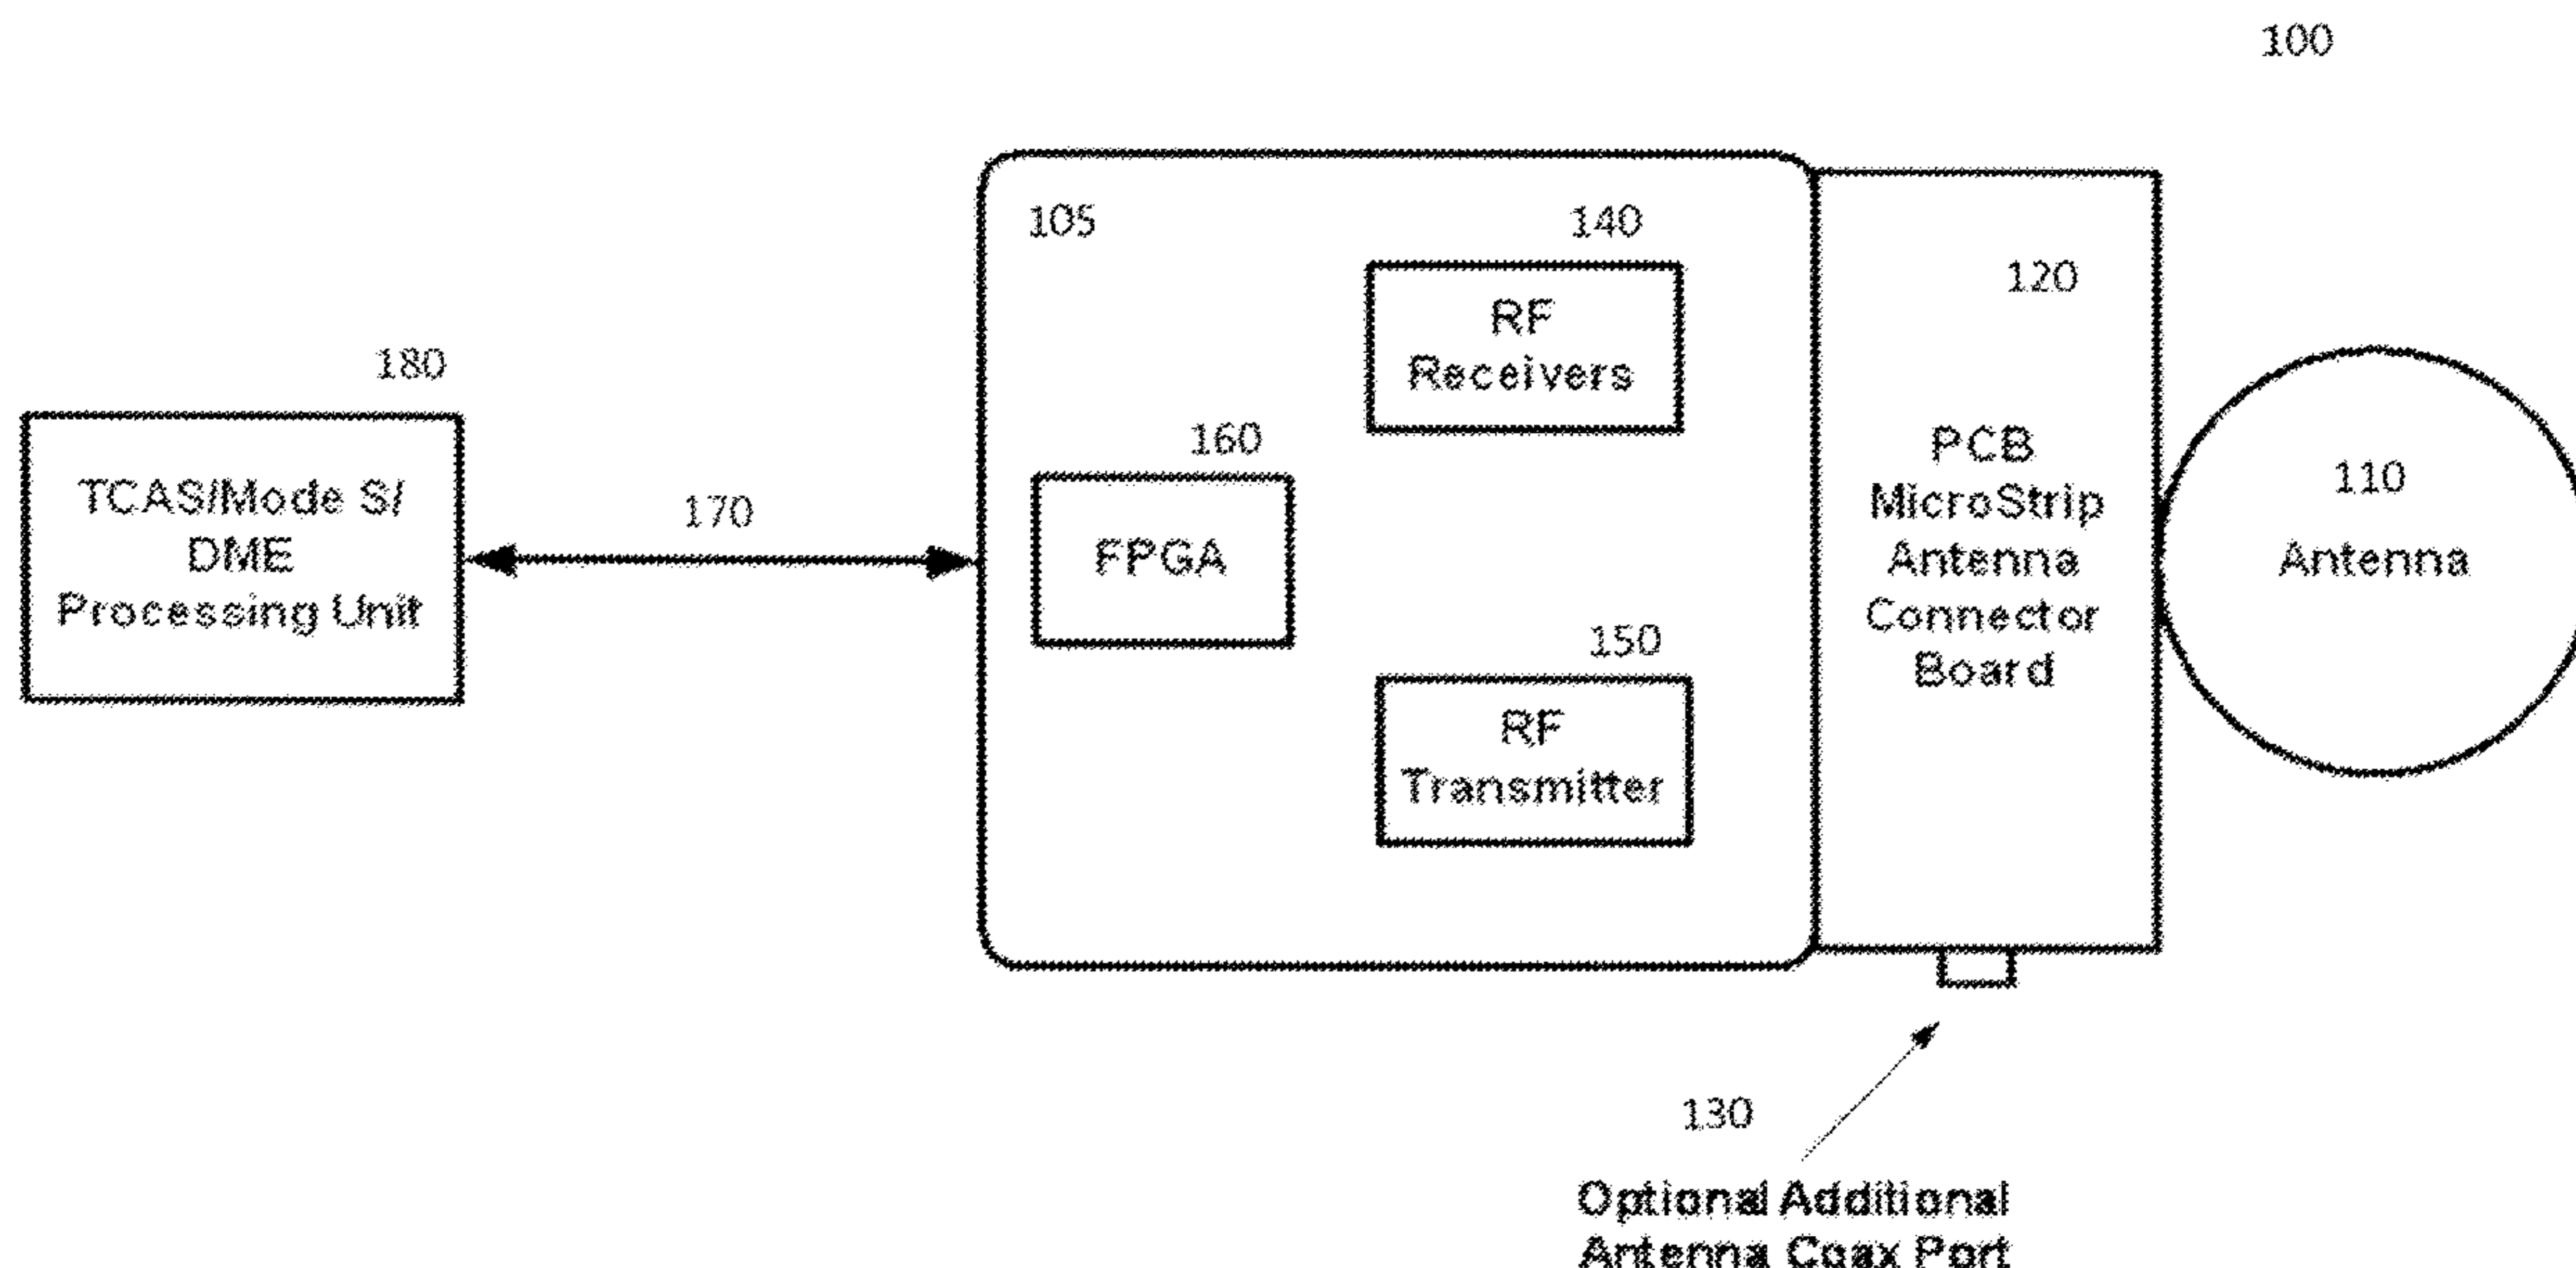 100
105
140
RF
Receivers
120
180
160
TCAS/Mode S/
DME
Processing Unit
170
FPGA
PCB
MicroStrip
Antenna
Connector
Board
110
Antenna
150
RF
Transmitter
130
Optional Additional
Antenna Coax Port